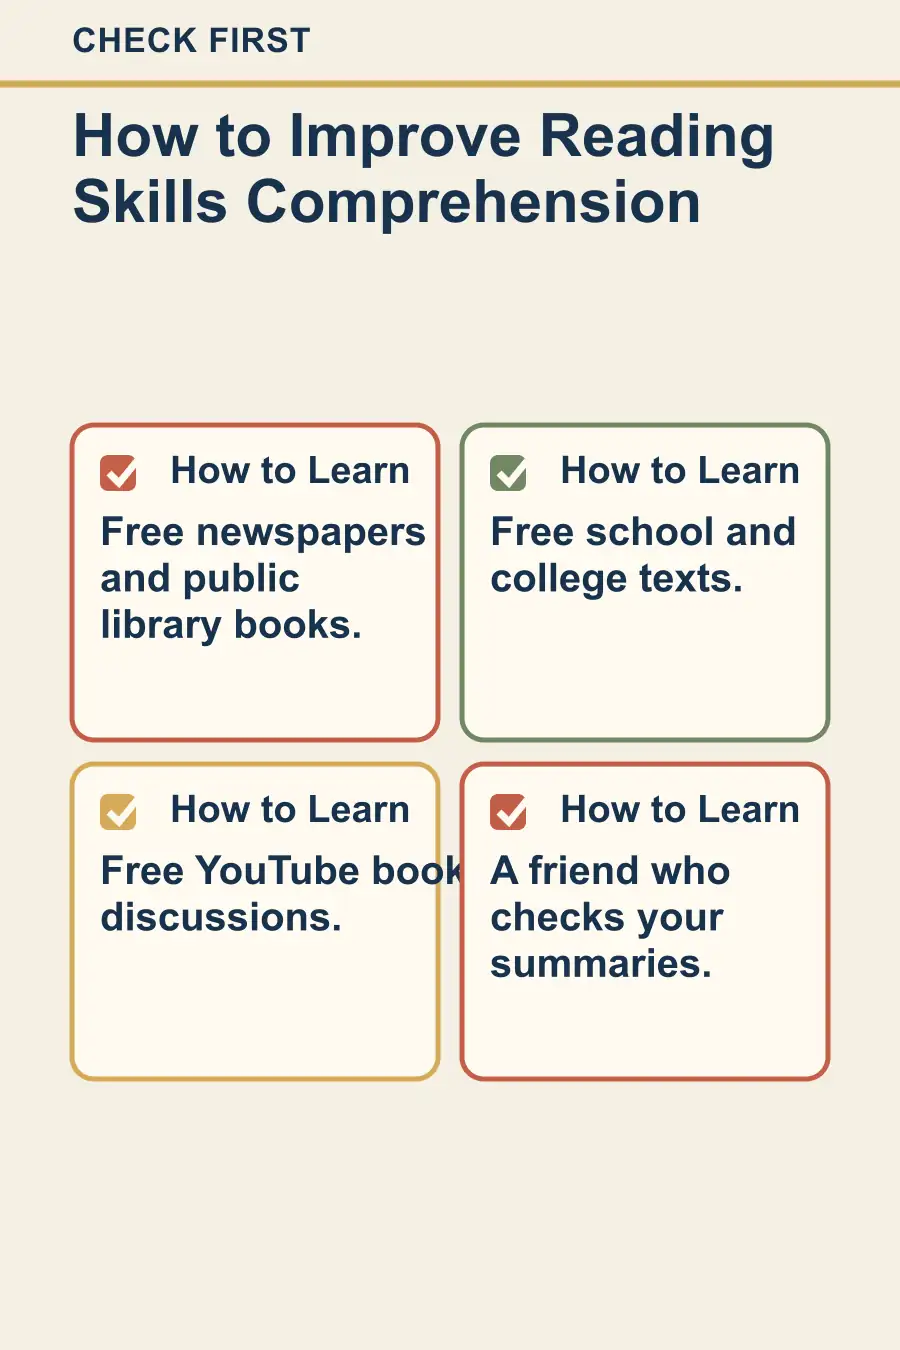 CHECK FIRST
How to Improve Reading
Skills Comprehension
How to Learn
Free newspapers
and public
library books.
How to Learn
Free school and
college texts.
How to Learn
Free YouTube book
discussions.
How to Learn
A friend who
checks your
summaries.